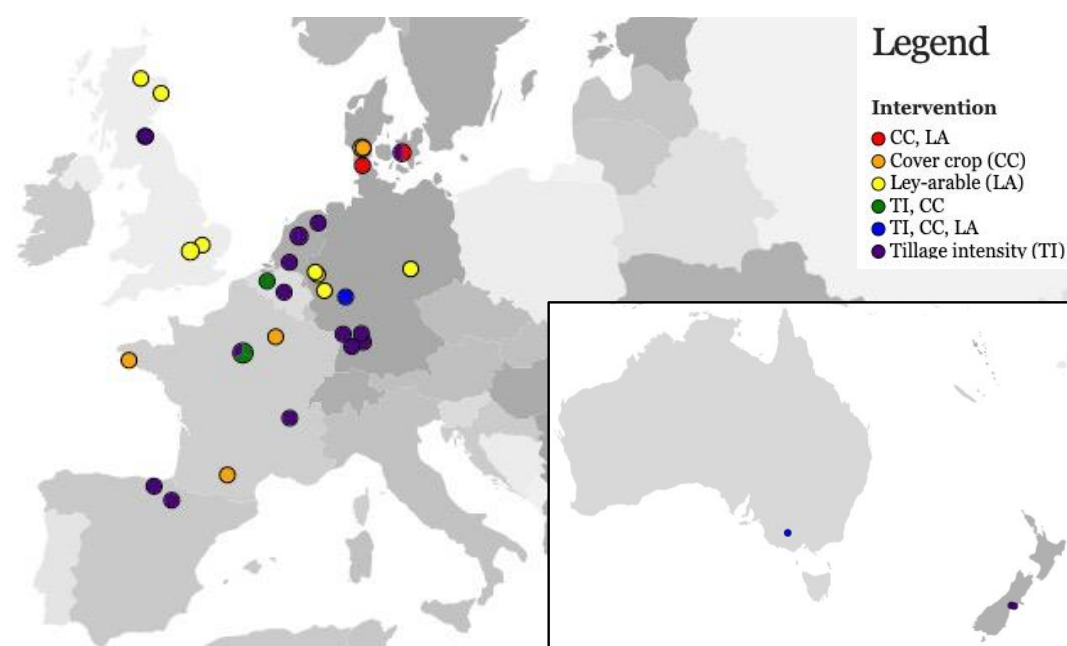 Legend
Intervention
CC, LA
Cover crop (CC)
Ley-arable (LA)
TI, CC
TI, CC, LA
Tillage intensity (TI)